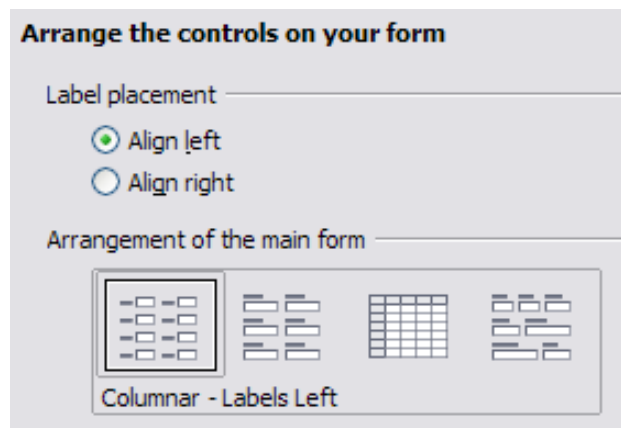 Arrange the controls on your form
Label placement
Align left
Align right
Arrangement of the main form
Columnar - Labels Left